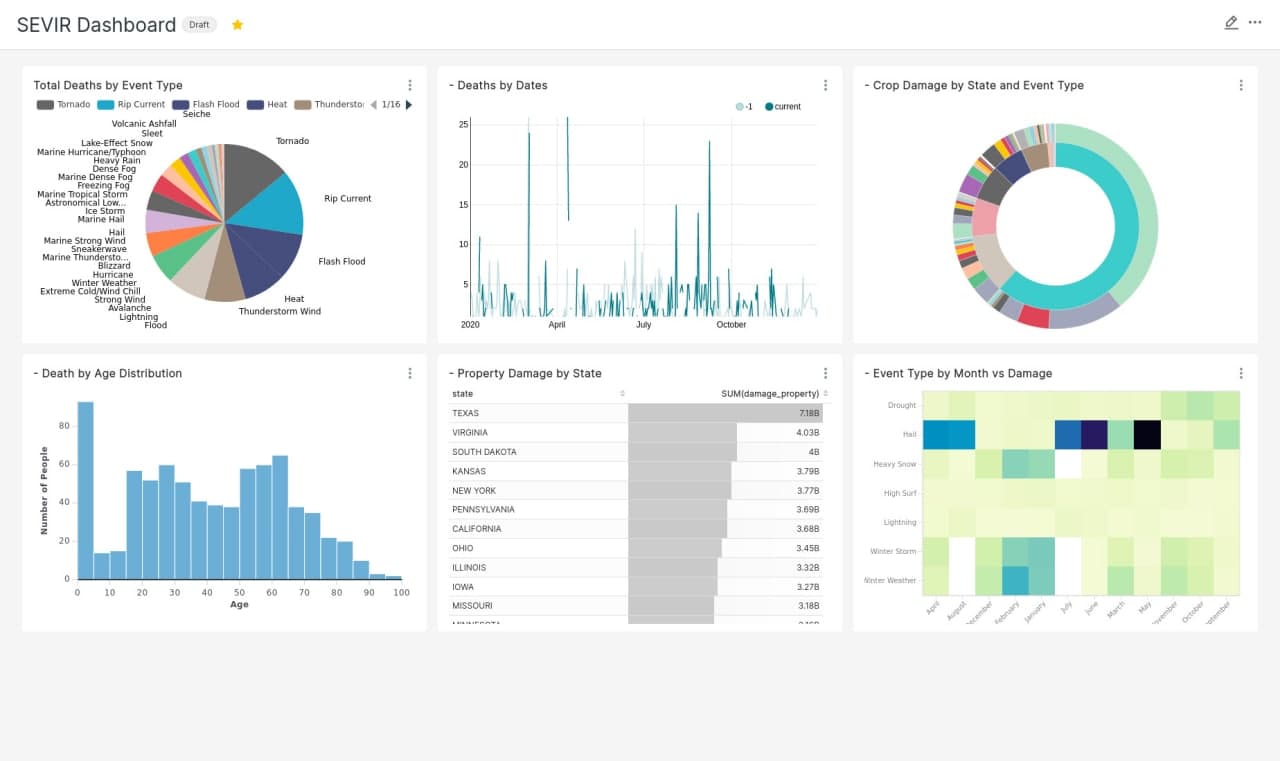 SEVIR Dashboard Draft
Total Deaths by Event Type
Tornado Rip Current Flash Flood Heat Thundersto 1/16
Seiche
Volcanic Ashfall
Sleet
Tornado
Lake-Effect Snow
Marine Hurricane/Typhoon
Heavy Rain
Dense Fog
Marine Dense Fog
Freezing Fog
Marine Tropical Storm
Rip Current
Astronomical Low...
Ice Storm
Marine Hail
Hail
Marine Strong Wind
Sneakerwave
Marine Thundersto...
Flash Flood
Blizzard
Hurricane
Winter Weather
Extreme Cold/Wind Chill
Strong Wind
Heat
Avalanche
Thunderstorm Wind
Lightning
Flood
- Deaths by Dates
-1 current
25
20
15
10
5
2020 April July October
- Crop Damage by State and Event Type
- Death by Age Distribution
Number of People
80
60
40
20
0
0 10 20 30 40 50 60 70 80 90 100
Age
- Property Damage by State
state SUM(damage_property)
TEXAS 7.18B
VIRGINIA 4.03B
SOUTH DAKOTA 4B
KANSAS 3.79B
NEW YORK 3.77B
PENNSYLVANIA 3.69B
CALIFORNIA 3.68B
OHIO 3.45B
ILLINOIS 3.32B
IOWA 3.27B
MISSOURI 3.18B
- Event Type by Month vs Damage
Drought
Hail
Heavy Snow
High Surf
Lightning
Winter Storm
Winter Weather
April August ecember February January July June March May lovember October eptember